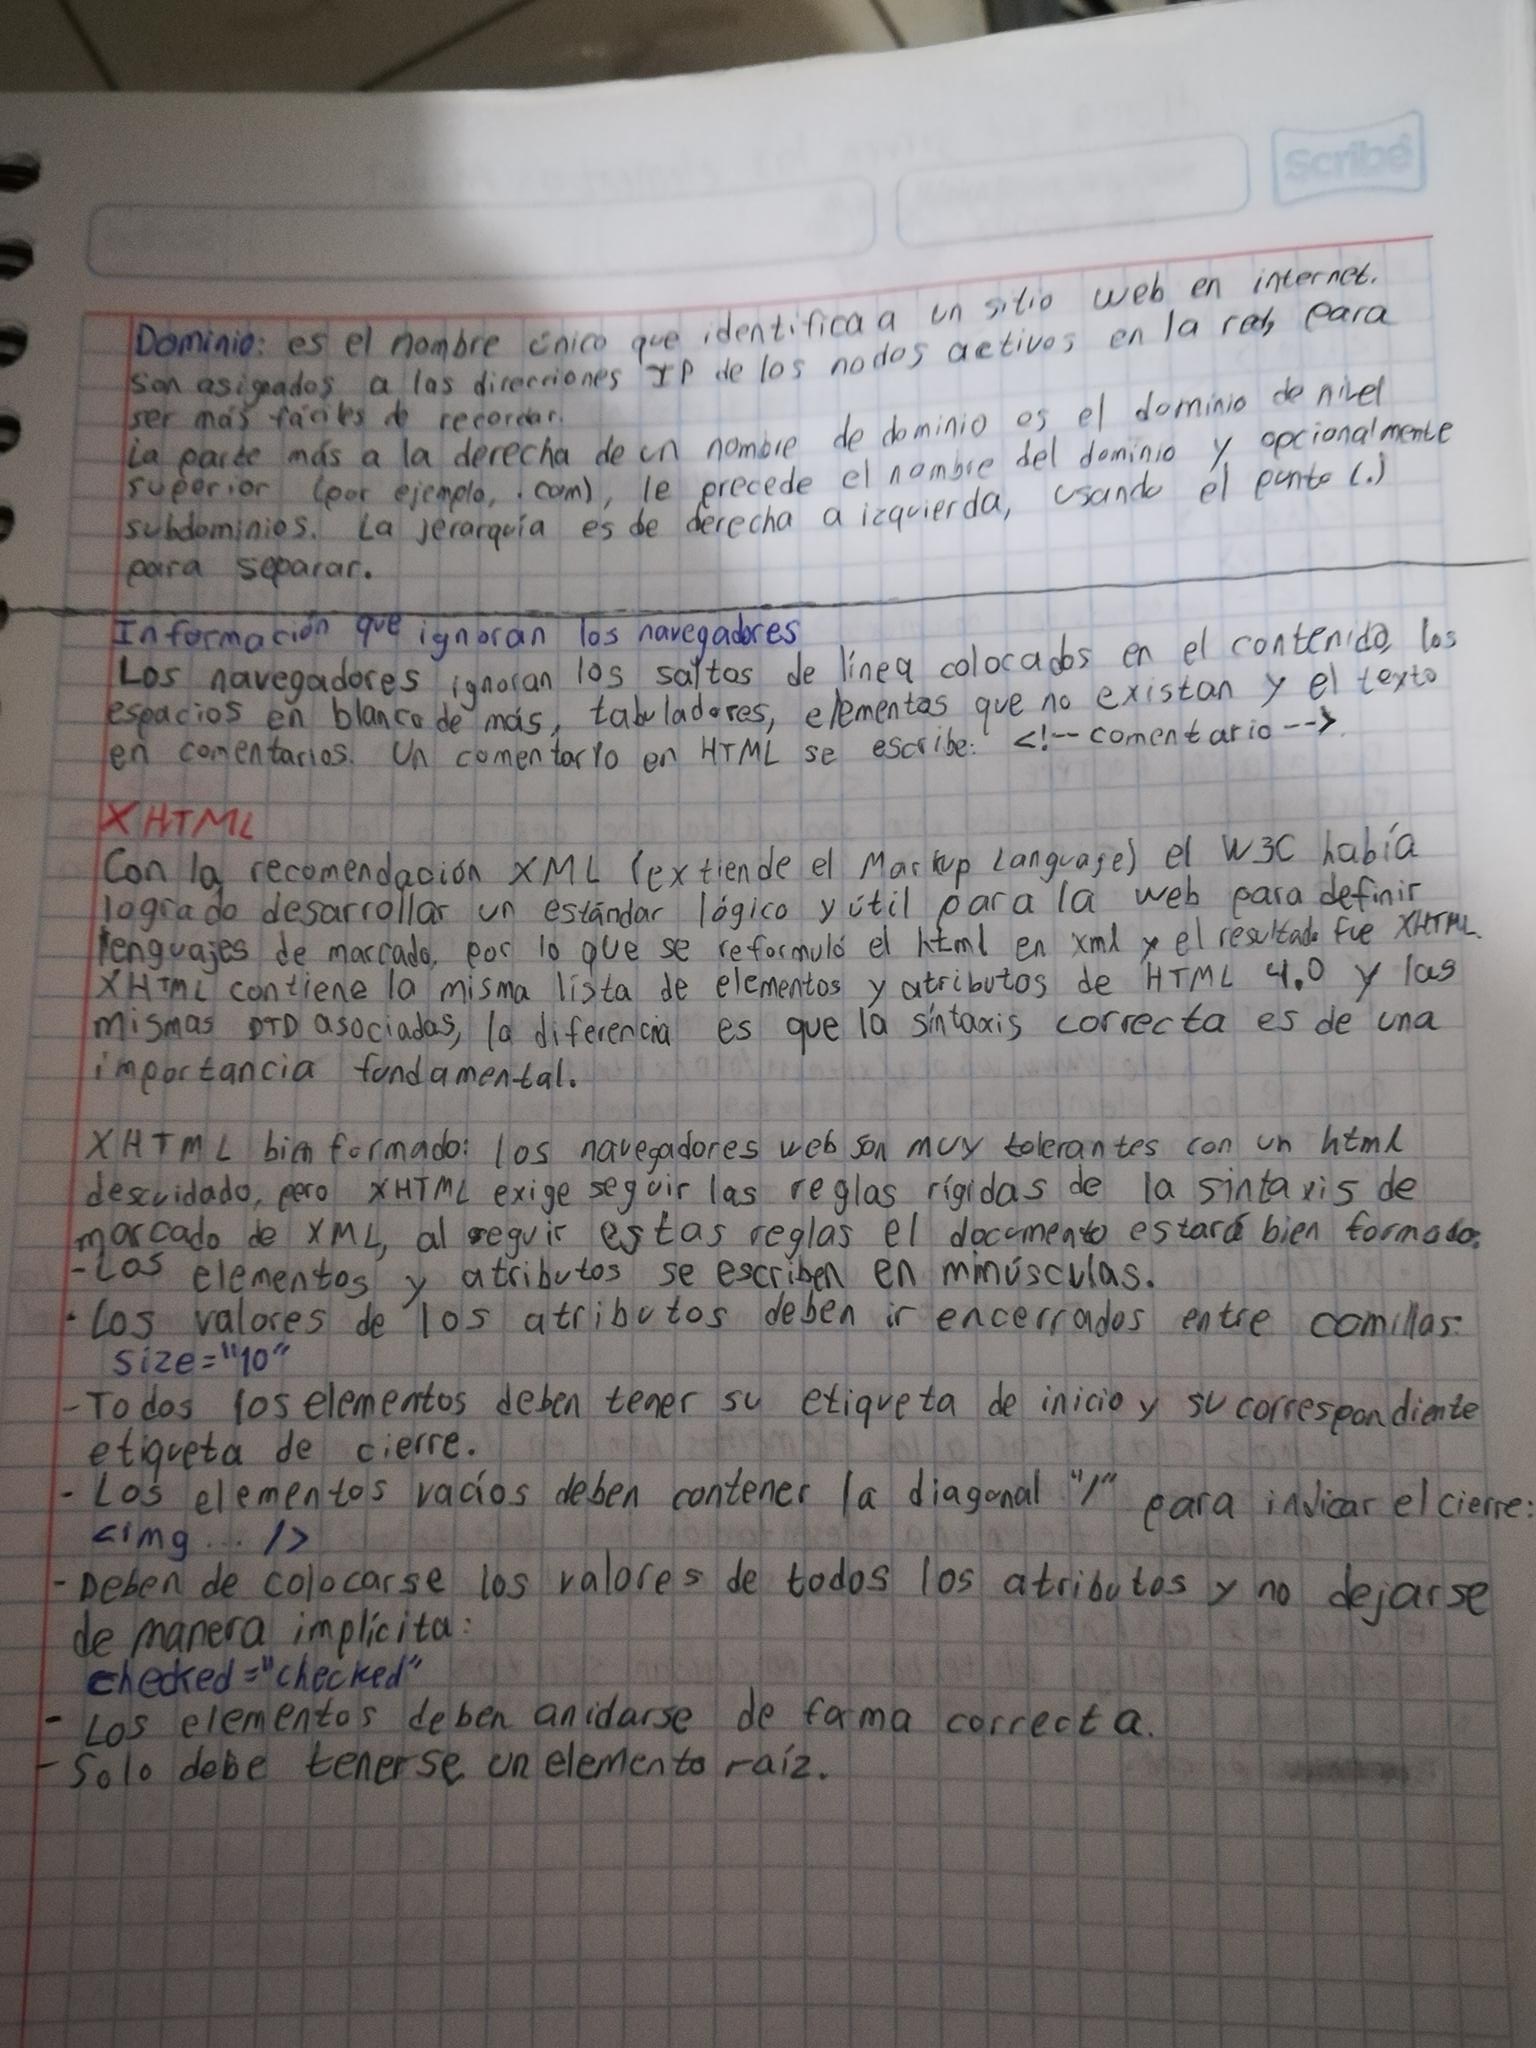 Scribe
Dominio: es el nombre único que identifica a un sitio web en internet.
Son asignados a las direcciones IP de los nodos activos en la red, para
ser más fáciles de recordar.
La parte más a la derecha de un nombre de dominio es el dominio de nivel
superior (por ejemplo, .com), le precede el nombre del dominio y opcionalmente
subdominios. La jerarquía es de derecha a izquierda, usando el punto (.)
para separar.
Información que ignoran los navegadores
Los navegadores ignoran los saltos de línea colocados en el contenido, los
espacios en blanco de más, tabuladores, elementos que no existan y el texto
en comentarios. Un comentario en HTML se escribe: <!-- comentario -->.
XHTML
Con la recomendación XML (extiende el Markup Language) el W3C había
logrado desarrollar un estándar lógico y útil para la web para definir
lenguajes de marcado, por lo que se reformuló el html en xml y el resultado fue XHTML.
XHTML contiene la misma lista de elementos y atributos de HTML 4.0 y las
mismas DTD asociadas, la diferencia es que la síntaxis correcta es de una
importancia fundamental.
XHTML bien formado: los navegadores web son muy tolerantes con un html
descuidado, pero XHTML exige seguir las reglas rígidas de la sintaxis de
marcado de XML, al seguir estas reglas el documento estará bien formado.
- Los elementos y atributos se escriben en minúsculas.
- Los valores de los atributos deben ir encerrados entre comillas:
size="10"
- Todos los elementos deben tener su etiqueta de inicio y su correspondiente
etiqueta de cierre.
- Los elementos vacíos deben contener la diagonal "/" para indicar el cierre:
<img ... />
- Deben de colocarse los valores de todos los atributos y no dejarse
de manera implícita:
checked="checked"
- Los elementos deben anidarse de forma correcta.
- Solo debe tenerse un elemento raíz.